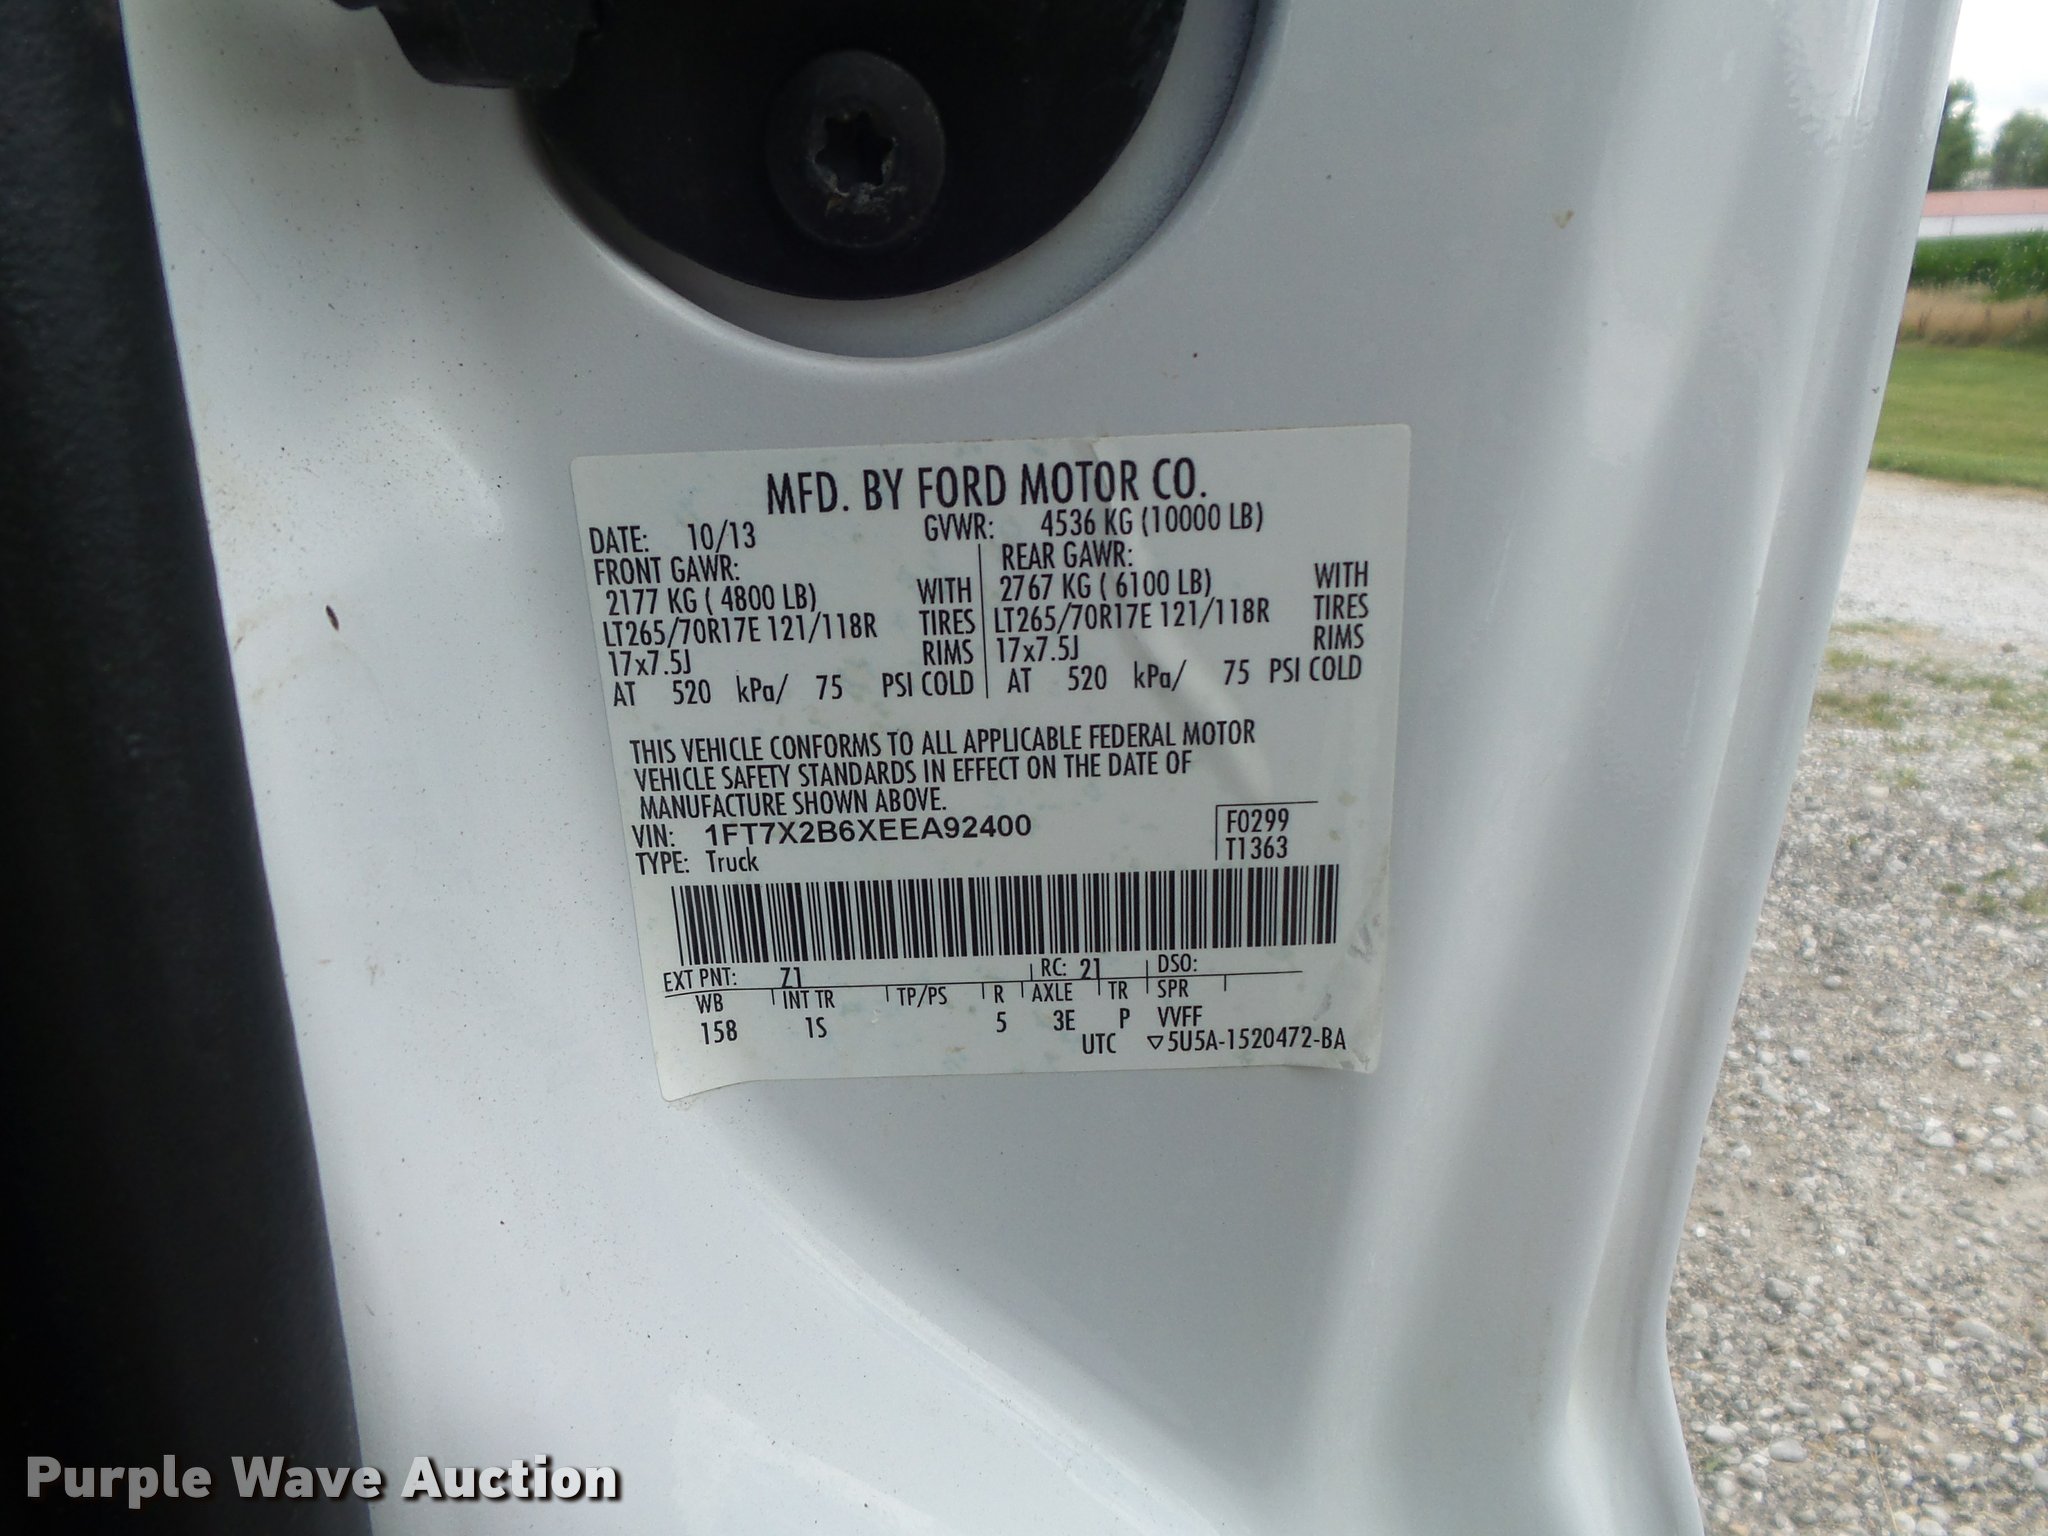 MFD. BY FORD MOTOR CO.
DATE: 10/13 GVWR: 4536 KG (10000 LB)
FRONT GAWR: REAR GAWR:
2177 KG ( 4800 LB) WITH 2767 KG ( 6100 LB) WITH
LT265/70R17E 121/118R TIRES LT265/70R17E 121/118R TIRES
17x7.5J RIMS 17x7.5J RIMS
AT 520 kPa/ 75 PSI COLD AT 520 kPa/ 75 PSI COLD
THIS VEHICLE CONFORMS TO ALL APPLICABLE FEDERAL MOTOR
VEHICLE SAFETY STANDARDS IN EFFECT ON THE DATE OF
MANUFACTURE SHOWN ABOVE.
VIN: 1FT7X2B6XEEA92400 F0299
TYPE: Truck T1363
EXT PNT: Z1 RC: 21 DSO:
WB INT TR TP/PS R AXLE TR SPR
158 1S 5 3E P VVFF
UTC ▽5U5A-1520472-BA
Purple Wave Auction